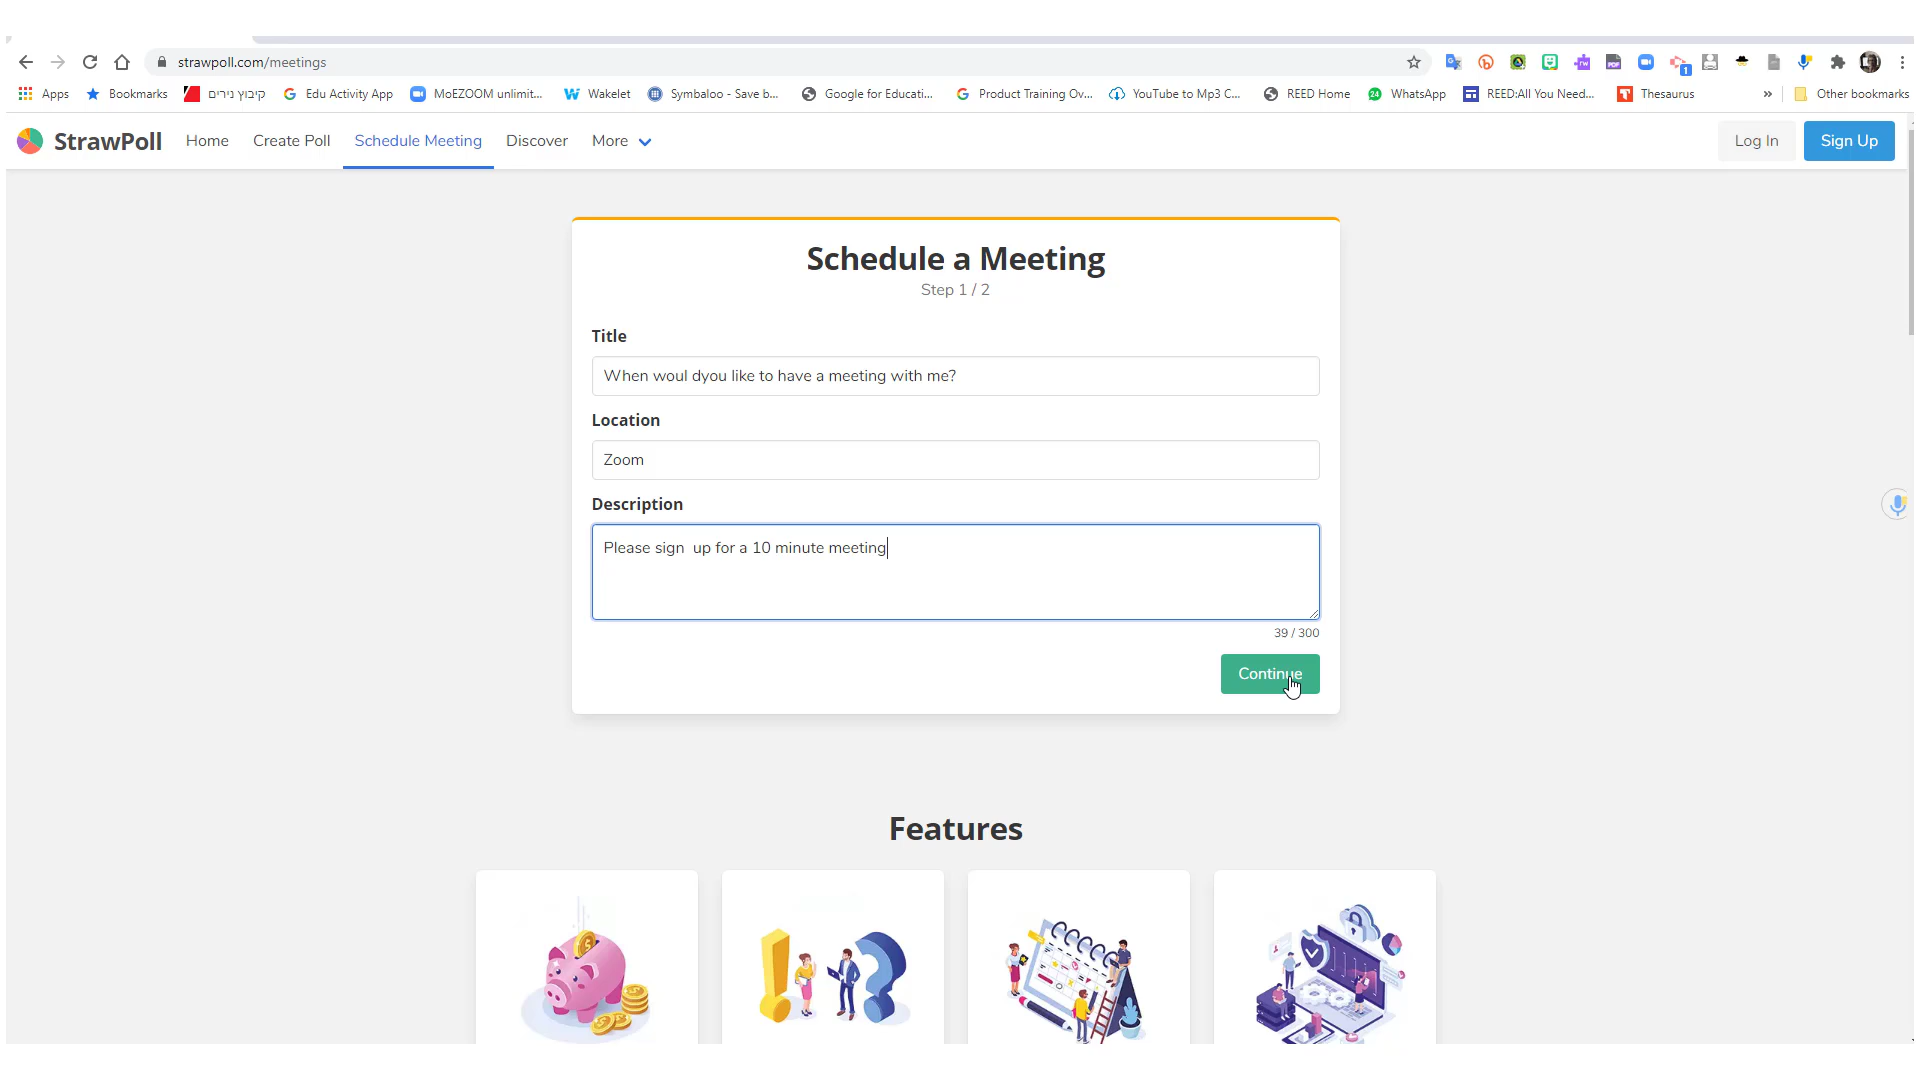 strawpoll.com/meetings
1
Apps Bookmarks קיבוץ נירים Edu Activity App MoEZOOM unlimit... Wakelet Symbaloo - Save b... Google for Educati... Product Training Ov... YouTube to Mp3 C... REED Home 24 WhatsApp REED:All You Need... T Thesaurus » Other bookmarks
StrawPoll Home Create Poll Schedule Meeting Discover More Log In Sign Up
Schedule a Meeting
Step 1 / 2
Title
When woul dyou like to have a meeting with me?
Location
Zoom
Description
Please sign  up for a 10 minute meeting
39 / 300
Continue
Features